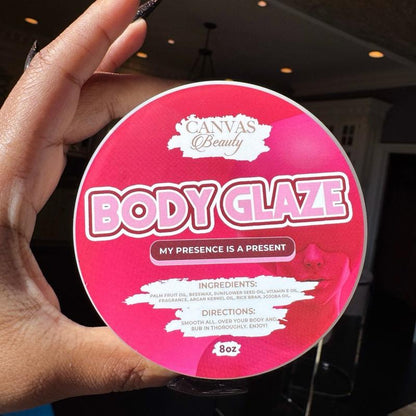 CANVAS
Beauty
BODY GLAZE
MY PRESENCE IS A PRESENT
INGREDIENTS:
PALM FRUIT OIL, BEESWAX, SUNFLOWER SEED OIL, VITAMIN E OIL,
FRAGRANCE, ARGAN KERNEL OIL, RICE BRAN, JOJOBA OIL.
DIRECTIONS:
SMOOTH ALL OVER YOUR BODY AND
RUB IN THOROUGHLY. ENJOY!
8oz